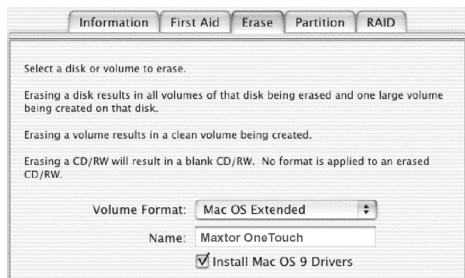 Information First Aid Erase Partition RAID
Select a disk or volume to erase.
Erasing a disk results in all volumes of that disk being erased and one large volume
being created on that disk.
Erasing a volume results in a clean volume being created.
Erasing a CD/RW will result in a blank CD/RW. No format is applied to an erased
CD/RW.
Volume Format: Mac OS Extended
Name: Maxtor OneTouch
Install Mac OS 9 Drivers